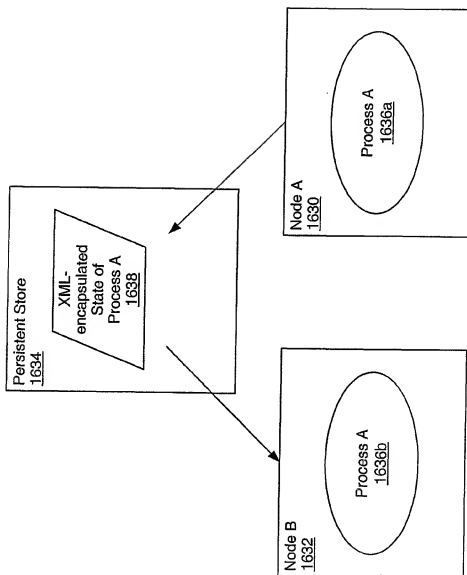 Persistent Store
1634
XML-
encapsulated
State of
Process A
1638
Node B
1632
Process A
1636b
Node A
1630
Process A
1636a